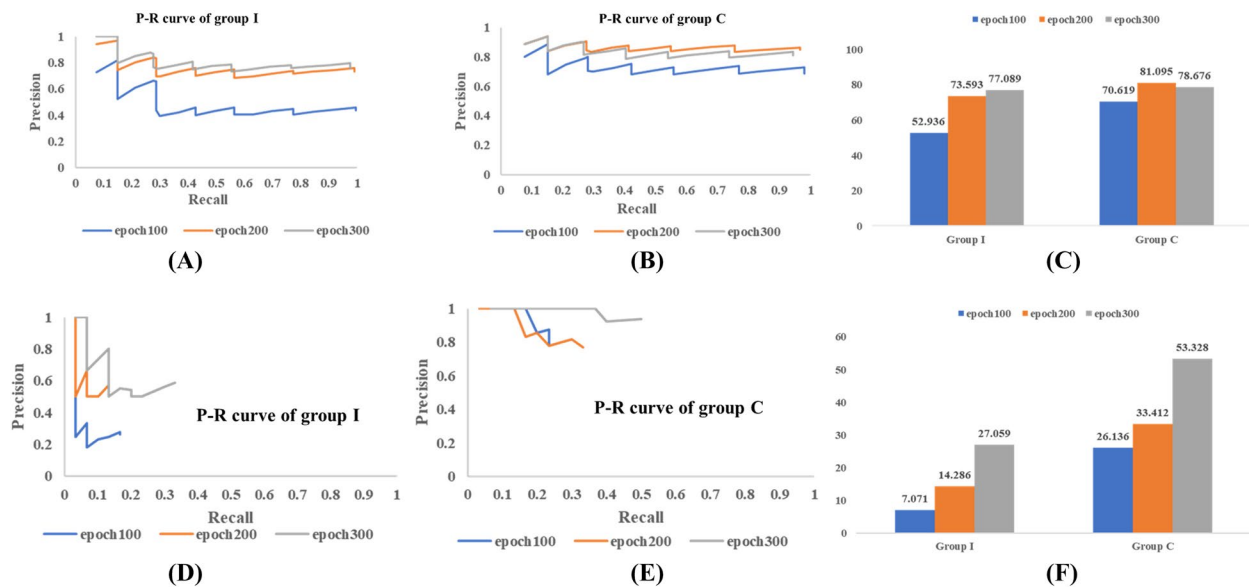 P-R curve of group I
Precision
1
0.8
0.6
0.4
0.2
0
0 0.1 0.2 0.3 0.4 0.5 0.6 0.7 0.8 0.9 1
Recall
epoch100 epoch200 epoch300
(A)
P-R curve of group C
Precision
1
0.8
0.6
0.4
0.2
0
0 0.1 0.2 0.3 0.4 0.5 0.6 0.7 0.8 0.9 1
Recall
epoch100 epoch200 epoch300
(B)
epoch100 epoch200 epoch300
100
80
60
40
20
0
52.936 73.593 77.089 70.619 81.095 78.676
Group I Group C
(C)
Precision
1
0.8
0.6
0.4
0.2
0
P-R curve of group I
0 0.1 0.2 0.3 0.4 0.5 0.6 0.7 0.8 0.9 1
Recall
epoch100 epoch200 epoch300
(D)
Precision
1
0.8
0.6
0.4
0.2
0
P-R curve of group C
0 0.1 0.2 0.3 0.4 0.5 0.6 0.7 0.8 0.9 1
Recall
epoch100 epoch200 epoch300
(E)
epoch100 epoch200 epoch300
60
50
40
30
20
10
0
7.071 14.286 27.059 26.136 33.412 53.328
Group I Group C
(F)